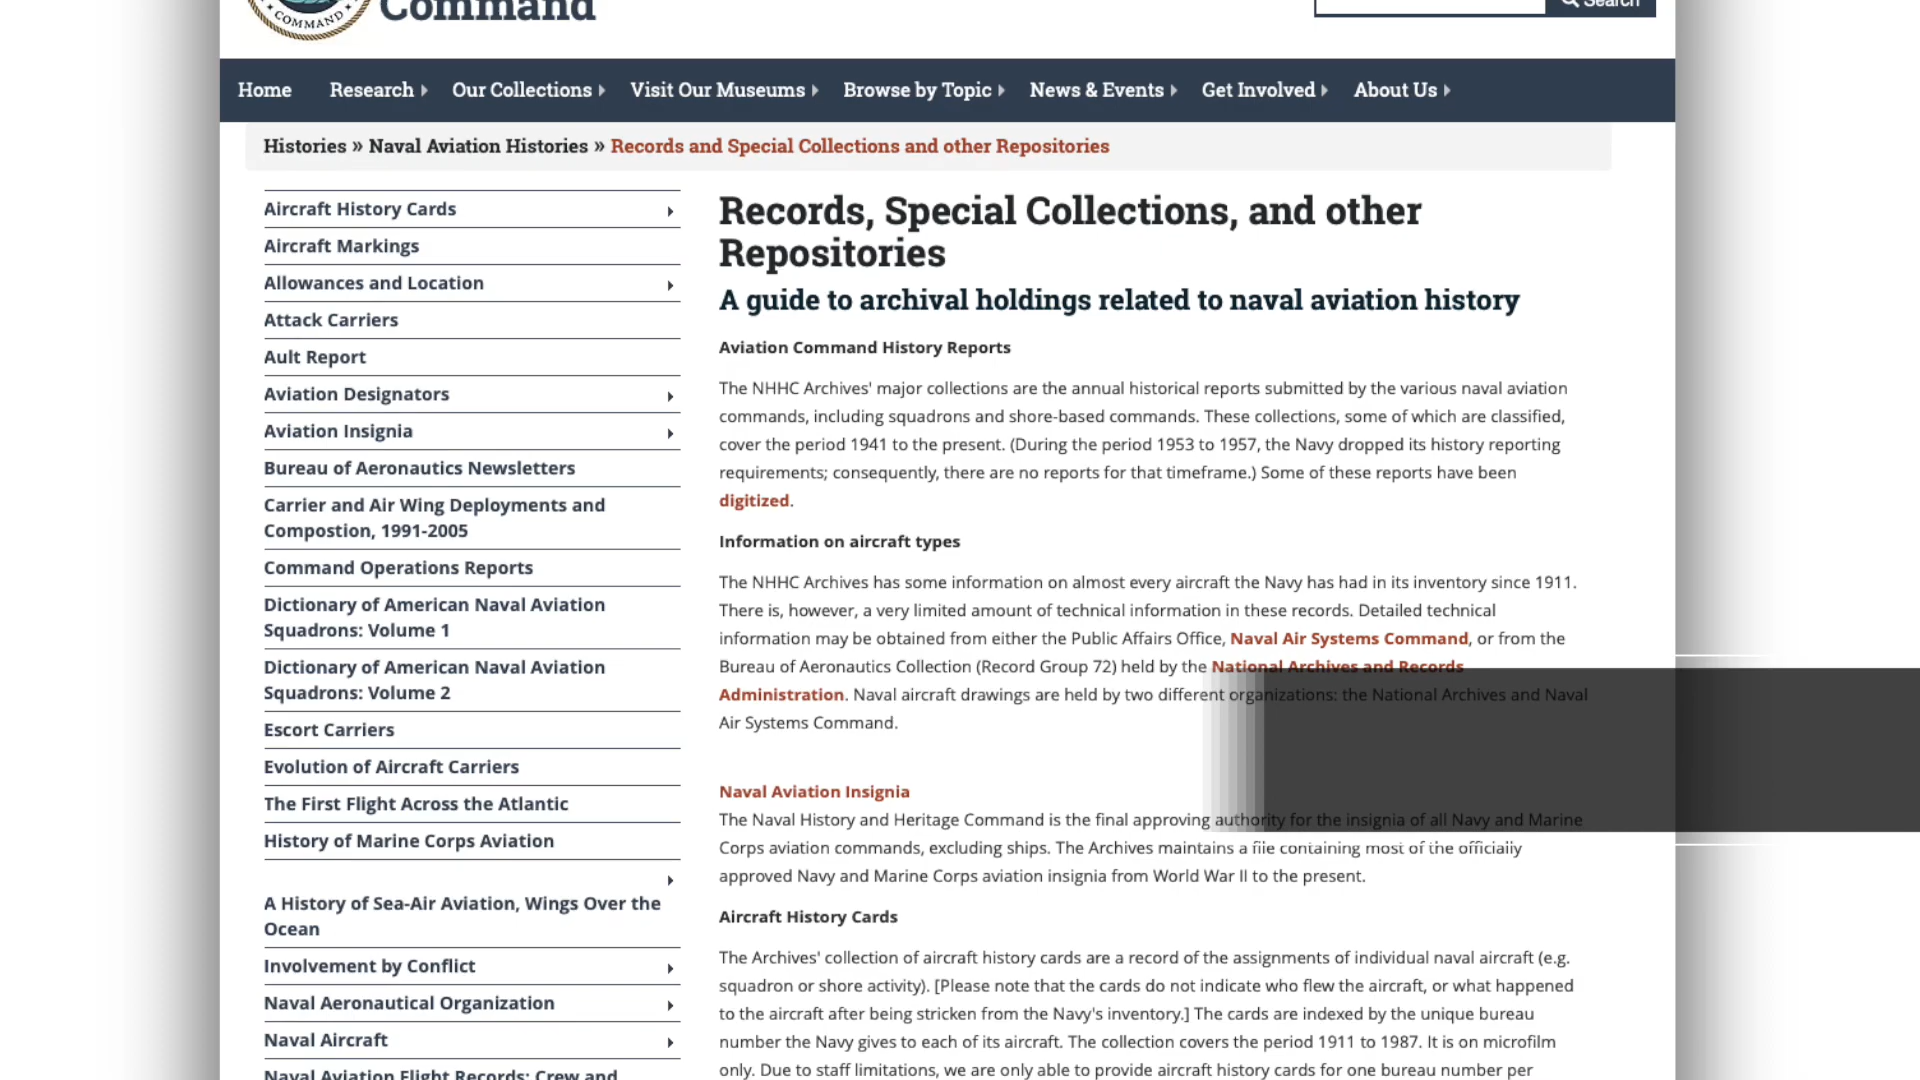 Command
COMMAND
Search
Home Research Our Collections Visit Our Museums Browse by Topic News & Events Get Involved About Us
Histories » Naval Aviation Histories » Records and Special Collections and other Repositories
Aircraft History Cards
Aircraft Markings
Allowances and Location
Attack Carriers
Ault Report
Aviation Designators
Aviation Insignia
Bureau of Aeronautics Newsletters
Carrier and Air Wing Deployments and
Compostion, 1991-2005
Command Operations Reports
Dictionary of American Naval Aviation
Squadrons: Volume 1
Dictionary of American Naval Aviation
Squadrons: Volume 2
Escort Carriers
Evolution of Aircraft Carriers
The First Flight Across the Atlantic
History of Marine Corps Aviation
A History of Sea-Air Aviation, Wings Over the
Ocean
Involvement by Conflict
Naval Aeronautical Organization
Naval Aircraft
Naval Aviation Flight Records: Crew and
Records, Special Collections, and other
Repositories
A guide to archival holdings related to naval aviation history
Aviation Command History Reports
The NHHC Archives' major collections are the annual historical reports submitted by the various naval aviation
commands, including squadrons and shore-based commands. These collections, some of which are classified,
cover the period 1941 to the present. (During the period 1953 to 1957, the Navy dropped its history reporting
requirements; consequently, there are no reports for that timeframe.) Some of these reports have been
digitized.
Information on aircraft types
The NHHC Archives has some information on almost every aircraft the Navy has had in its inventory since 1911.
There is, however, a very limited amount of technical information in these records. Detailed technical
information may be obtained from either the Public Affairs Office, Naval Air Systems Command, or from the
Bureau of Aeronautics Collection (Record Group 72) held by the National Archives and Records
Administration. Naval aircraft drawings are held by two different organizations: the National Archives and Naval
Air Systems Command.
Naval Aviation Insignia
The Naval History and Heritage Command is the final approving authority for the insignia of all Navy and Marine
Corps aviation commands, excluding ships. The Archives maintains a file containing most of the officially
approved Navy and Marine Corps aviation insignia from World War II to the present.
Aircraft History Cards
The Archives' collection of aircraft history cards are a record of the assignments of individual naval aircraft (e.g.
squadron or shore activity). [Please note that the cards do not indicate who flew the aircraft, or what happened
to the aircraft after being stricken from the Navy's inventory.] The cards are indexed by the unique bureau
number the Navy gives to each of its aircraft. The collection covers the period 1911 to 1987. It is on microfilm
only. Due to staff limitations, we are only able to provide aircraft history cards for one bureau number per